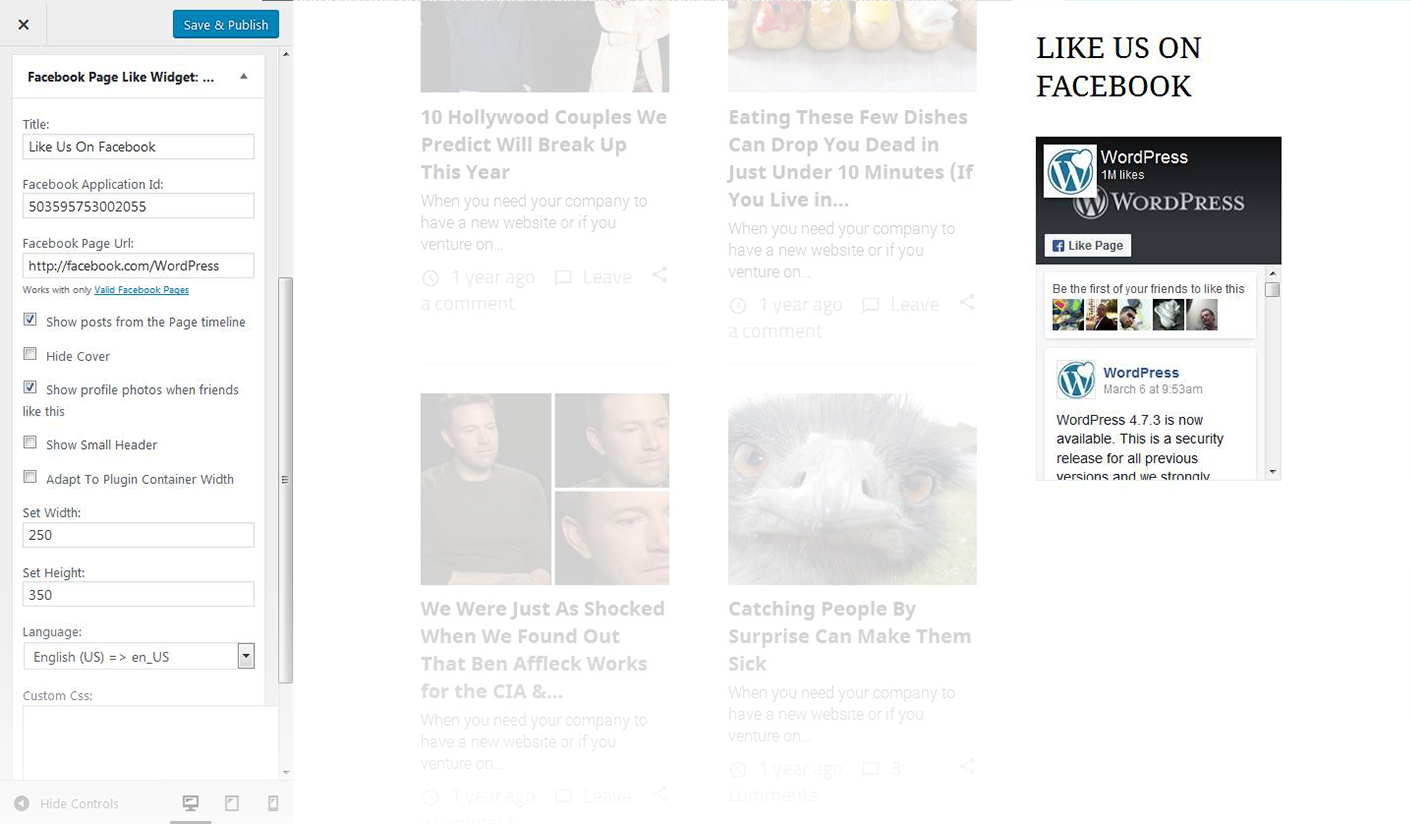 Save & Publish
Facebook Page Like Widget: ...
Title:
Like Us On Facebook
Facebook Application Id:
503595753002055
Facebook Page Url:
http://facebook.com/WordPress
Works with only Valid Facebook Pages
Show posts from the Page timeline
Hide Cover
Show profile photos when friends
like this
Show Small Header
Adapt To Plugin Container Width
Set Width:
250
Set Height:
350
Language:
English (US) => en_US
Custom Css:
Hide Controls
10 Hollywood Couples We
Predict Will Break Up
This Year
When you need your company to
have a new website or if you
venture on...
1 year ago Leave
a comment
Eating These Few Dishes
Can Drop You Dead in
Just Under 10 Minutes (If
You Live in...
When you need your company to
have a new website or if you
venture on...
1 year ago Leave
a comment
We Were Just As Shocked
When We Found Out
That Ben Affleck Works
for the CIA &...
When you need your company to
have a new website or if you
venture on...
1 year ago Leave
a comment
Catching People By
Surprise Can Make Them
Sick
When you need your company to
have a new website or if you
venture on...
1 year ago 3
comments
LIKE US ON
FACEBOOK
WordPress
1M likes
WORDPRESS
Like Page
Be the first of your friends to like this
WordPress
March 6 at 9:53am
WordPress 4.7.3 is now
available. This is a security
release for all previous
versions and we strongly